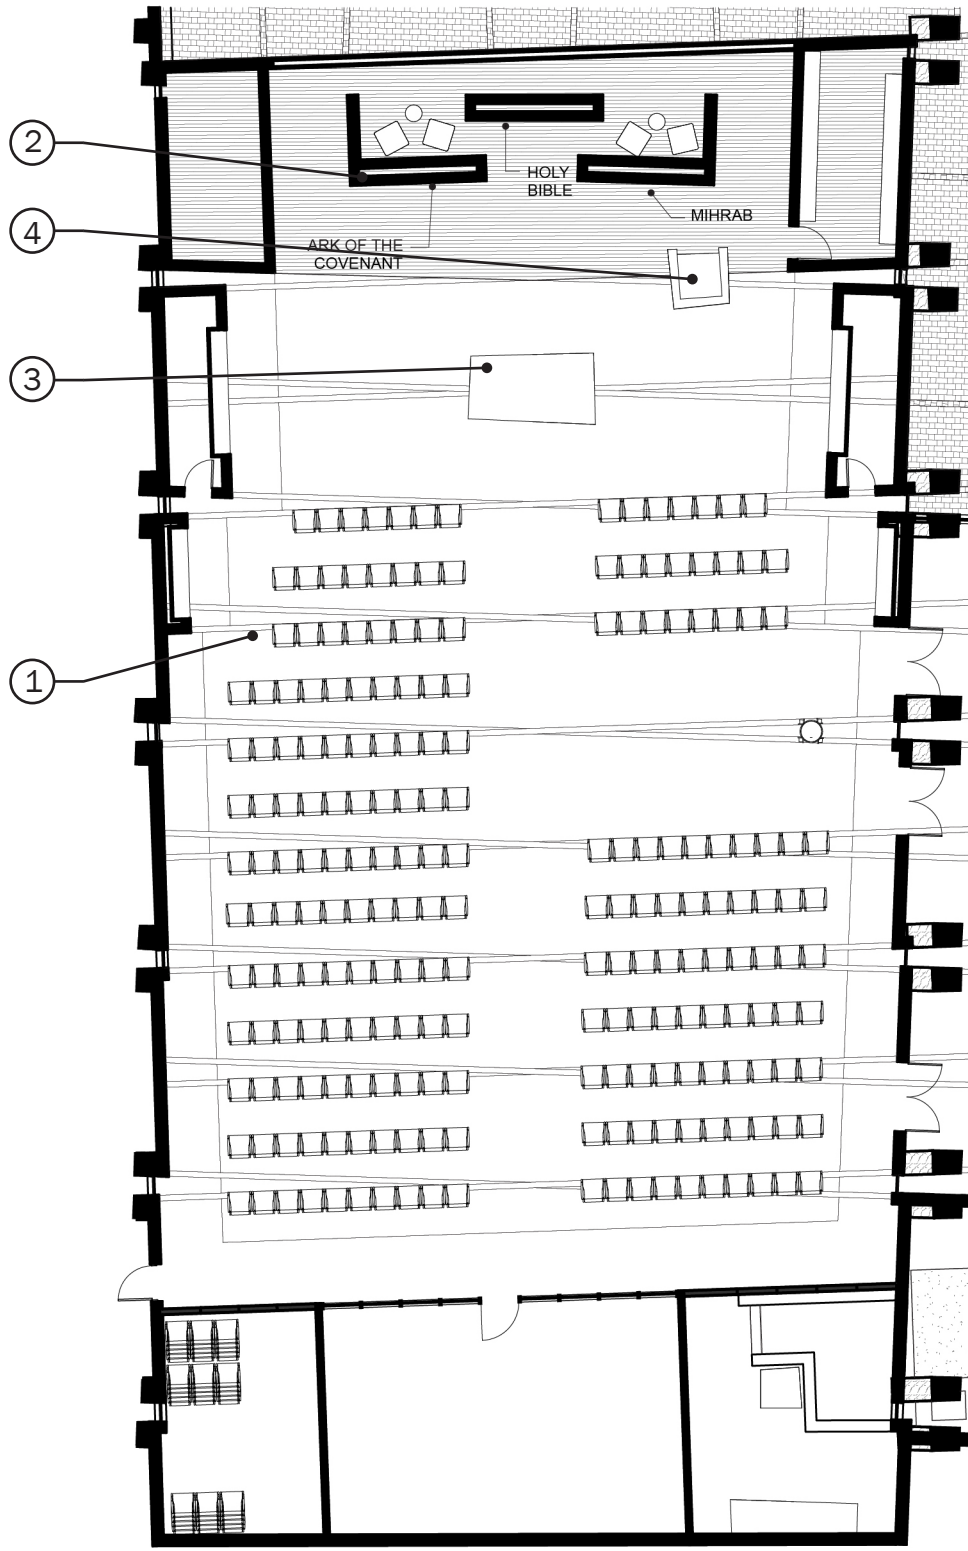 2
HOLY
BIBLE
MIHRAB
4
ARK OF THE
COVENANT
3
1